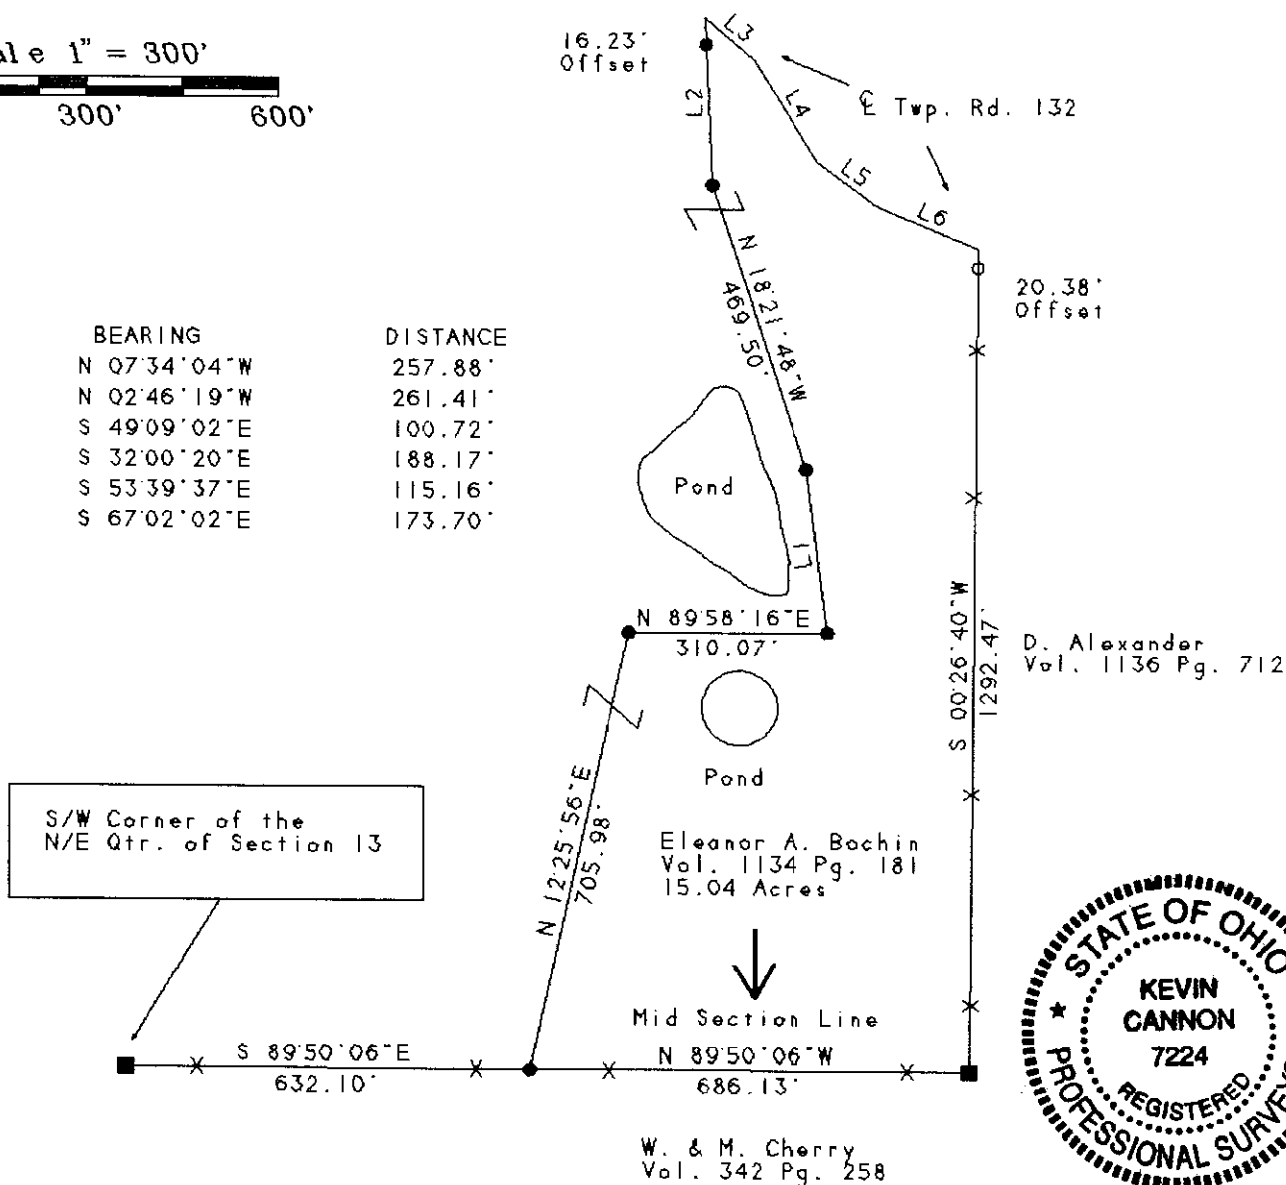 ale 1" = 300'
300' 600'
16.23'
Offset
L3
L2
L4
℄ Twp. Rd. 132
L5
L6
20.38'
Offset
BEARING DISTANCE
N 07°34'04"W 257.88'
N 02°46'19"W 261.41'
S 49°09'02"E 100.72'
S 32°00'20"E 188.17'
S 53°39'37"E 115.16'
S 67°02'02"E 173.70'
N 18°21'48"W
469.50'
Pond
L1
N 89°58'16"E
310.07'
S 00°26'40"W
1292.47'
D. Alexander
Vol. 1136 Pg. 712
Pond
N 12°25'56"E
705.98'
S/W Corner of the
N/E Qtr. of Section 13
Eleanor A. Bochin
Vol. 1134 Pg. 181
15.04 Acres
Mid Section Line
S 89°50'06"E
632.10'
N 89°50'06"W
686.13'
W. & M. Cherry
Vol. 342 Pg. 258
STATE OF OHIO
KEVIN
CANNON
7224
REGISTERED
PROFESSIONAL SURVEY